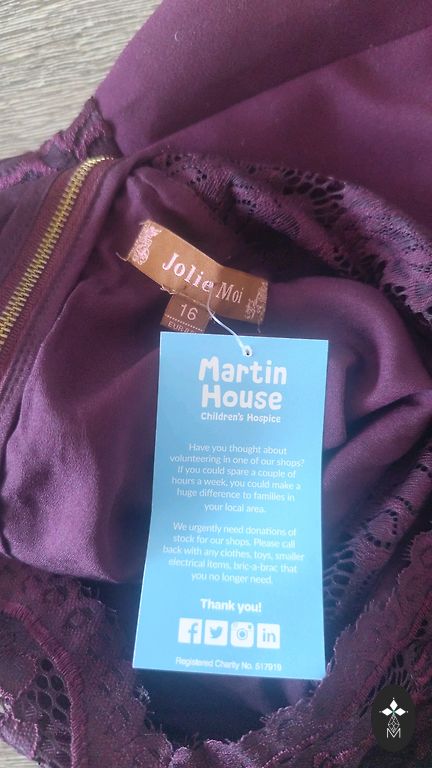 Jolie Moi
16
Martin
House
Children's Hospice
Have you thought about
volunteering in one of our shops?
If you could spare a couple of
hours a week, you could make a
huge difference to families in
your local area.
We urgently need donations of
stock for our shops. Please call
back with any clothes, toys, smaller
electrical items, bric-a-brac that
you no longer need.
Thank you!
Registered Charity No. 517919